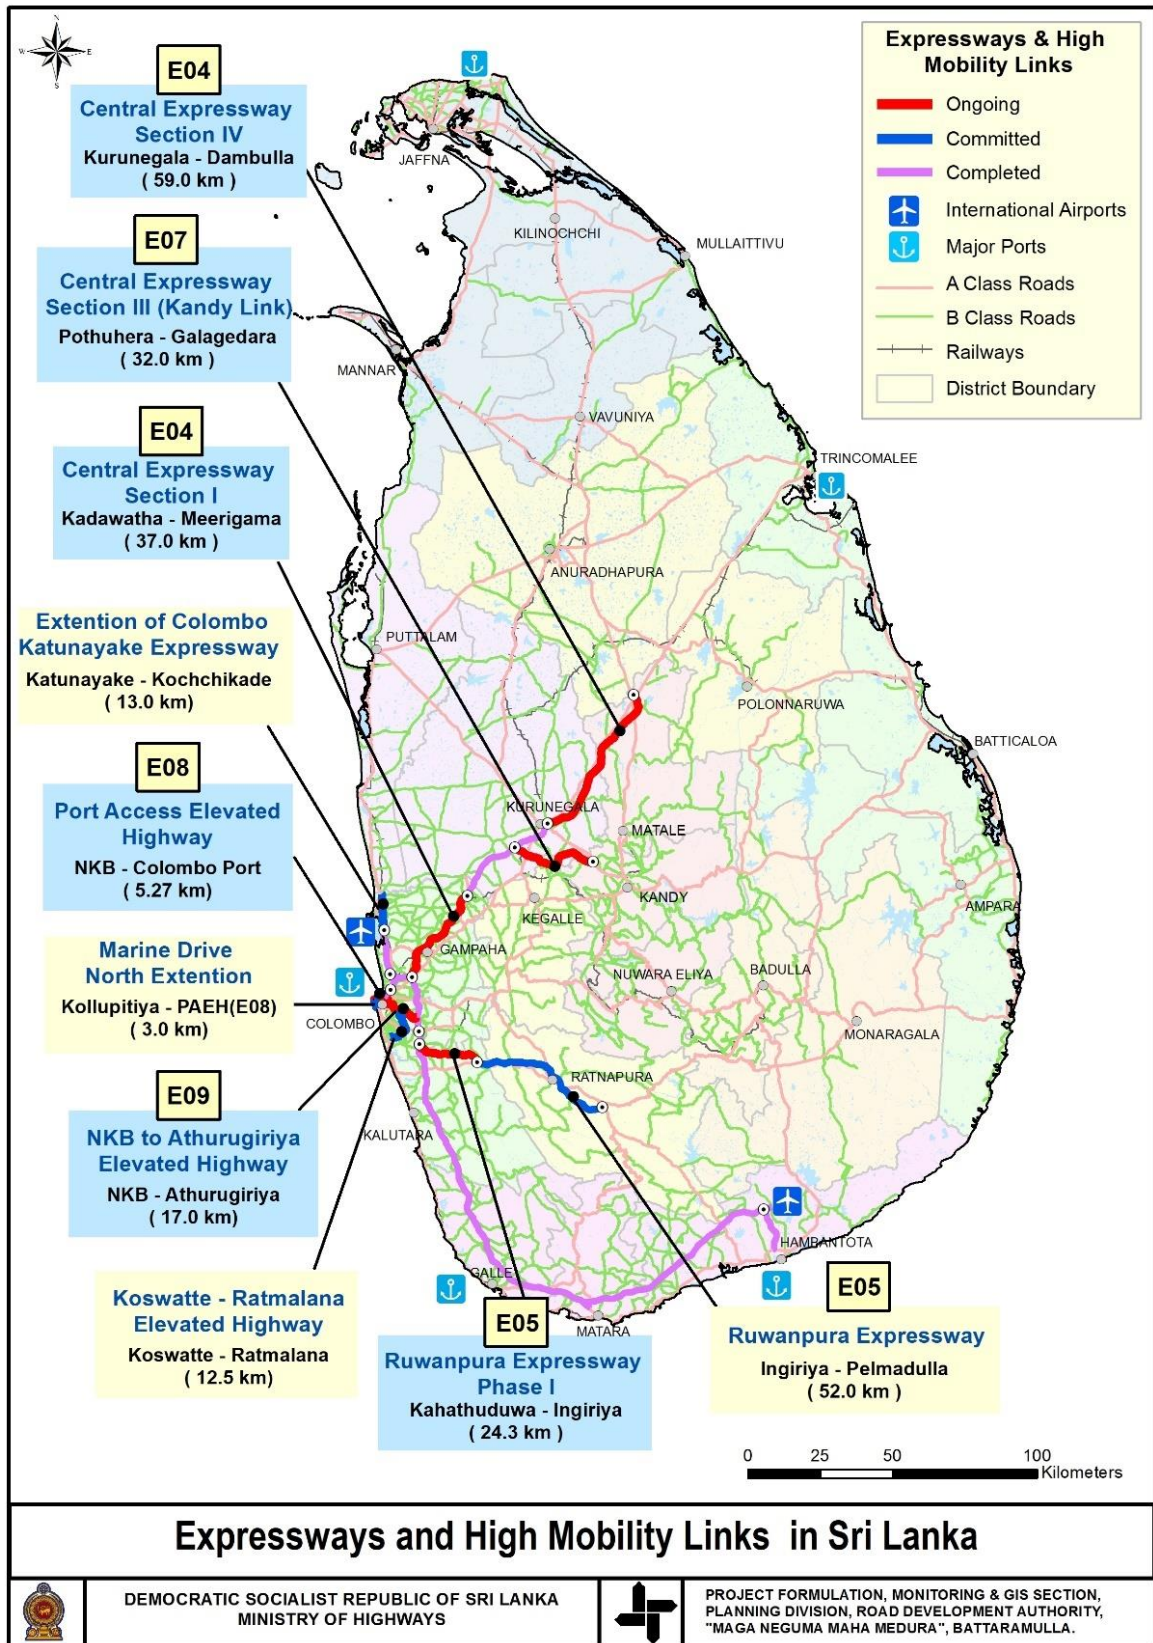 N
W
E
S
Expressways & High
Mobility Links
Ongoing
Committed
Completed
International Airports
Major Ports
A Class Roads
B Class Roads
Railways
District Boundary
E04
Central Expressway
Section IV
Kurunegala - Dambulla
( 59.0 km )
E07
Central Expressway
Section III (Kandy Link)
Pothuhera - Galagedara
( 32.0 km )
E04
Central Expressway
Section I
Kadawatha - Meerigama
( 37.0 km )
Extention of Colombo
Katunayake Expressway
Katunayake - Kochchikade
( 13.0 km)
E08
Port Access Elevated
Highway
NKB - Colombo Port
( 5.27 km)
Marine Drive
North Extention
Kollupitiya - PAEH(E08)
( 3.0 km)
E09
NKB to Athurugiriya
Elevated Highway
NKB - Athurugiriya
( 17.0 km)
Koswatte - Ratmalana
Elevated Highway
Koswatte - Ratmalana
( 12.5 km)
E05
Ruwanpura Expressway
Phase I
Kahathuduwa - Ingiriya
( 24.3 km )
E05
Ruwanpura Expressway
Ingiriya - Pelmadulla
( 52.0 km )
JAFFNA
KILINOCHCHI
MULLAITTIVU
MANNAR
VAVUNIYA
TRINCOMALEE
ANURADHAPURA
PUTTALAM
POLONNARUWA
BATTICALOA
KURUNEGALA
MATALE
KANDY
KEGALLE
AMPARA
GAMPAHA
NUWARA ELIYA
BADULLA
COLOMBO
MONARAGALA
RATNAPURA
KALUTARA
HAMBANTOTA
GALLE
MATARA
0 25 50 100
Kilometers
Expressways and High Mobility Links in Sri Lanka
DEMOCRATIC SOCIALIST REPUBLIC OF SRI LANKA
MINISTRY OF HIGHWAYS
PROJECT FORMULATION, MONITORING & GIS SECTION,
PLANNING DIVISION, ROAD DEVELOPMENT AUTHORITY,
"MAGA NEGUMA MAHA MEDURA", BATTARAMULLA.